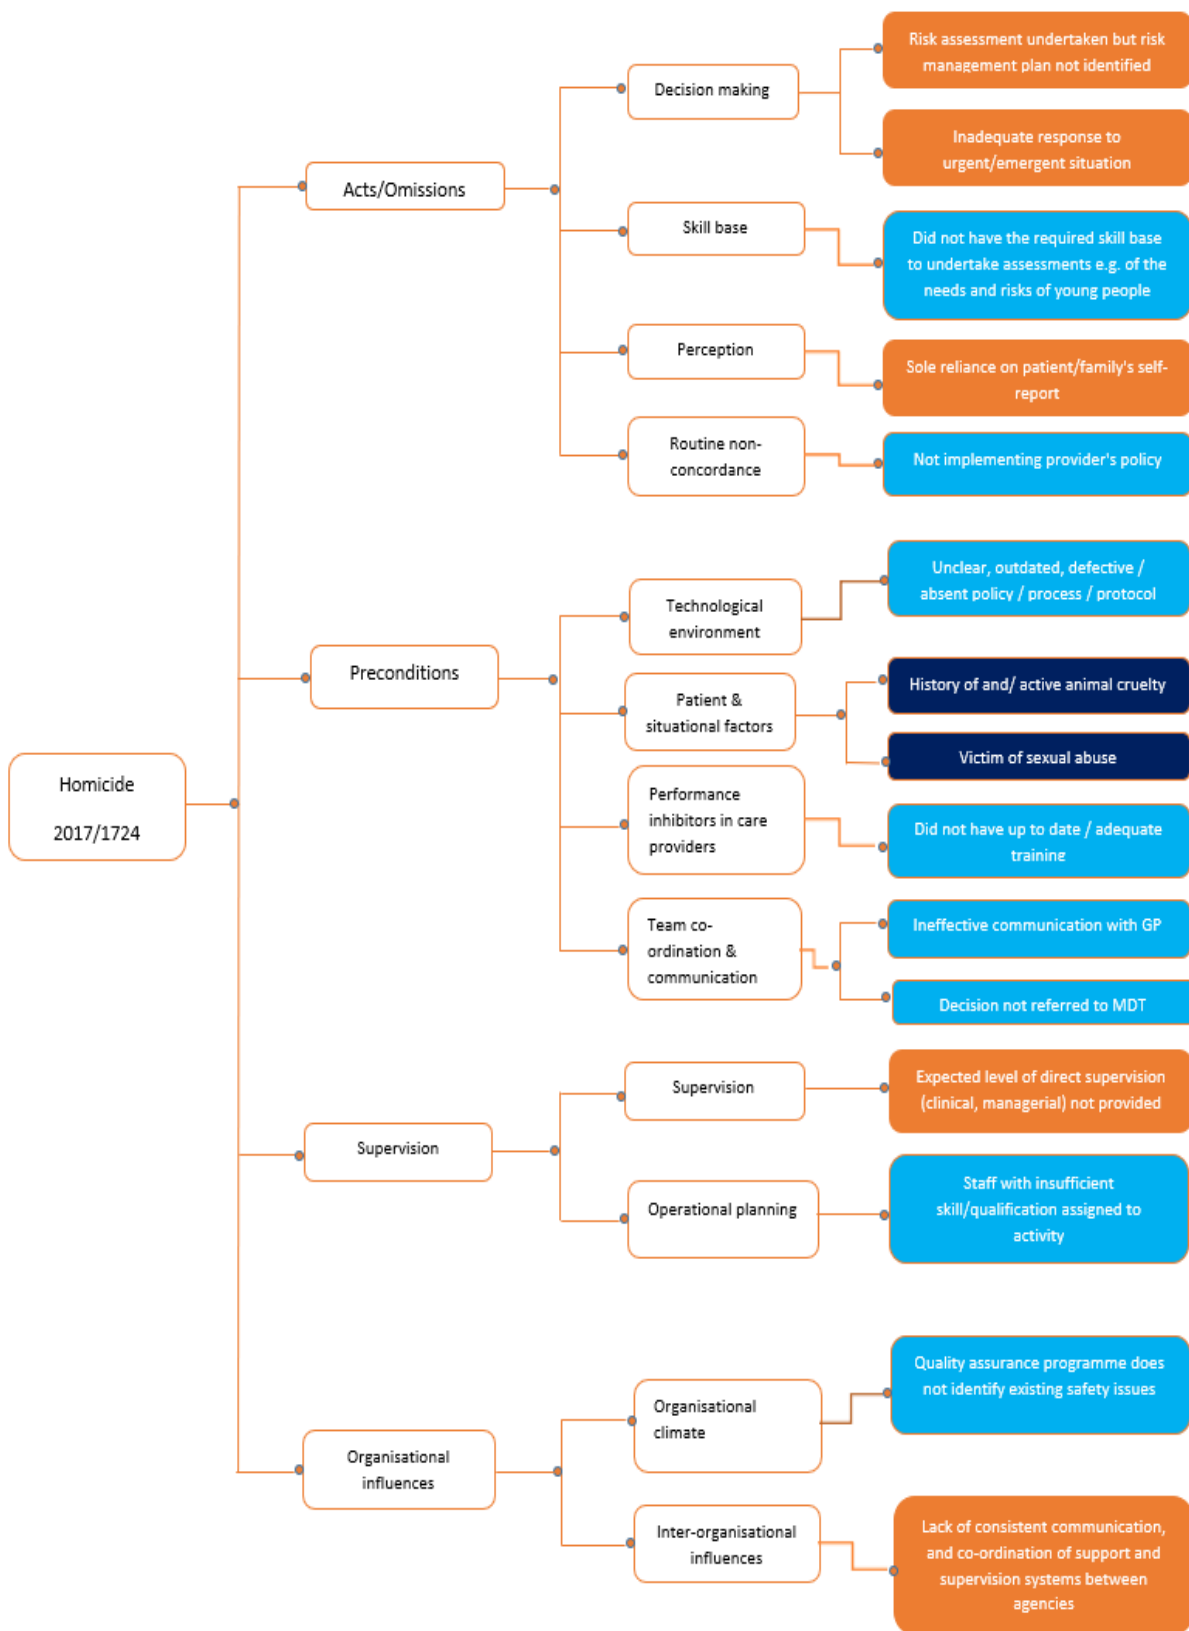 Homicide
2017/1724
Acts/Omissions
Decision making
Risk assessment undertaken but risk
management plan not identified
Inadequate response to
urgent/emergent situation
Skill base
Did not have the required skill base
to undertake assessments e.g. of the
needs and risks of young people
Perception
Sole reliance on patient/family's self-
report
Routine non-
concordance
Not implementing provider's policy
Preconditions
Technological
environment
Unclear, outdated, defective /
absent policy / process / protocol
Patient &
situational factors
History of and/ active animal cruelty
Victim of sexual abuse
Performance
inhibitors in care
providers
Did not have up to date / adequate
training
Team co-
ordination &
communication
Ineffective communication with GP
Decision not referred to MDT
Supervision
Supervision
Expected level of direct supervision
(clinical, managerial) not provided
Operational planning
Staff with insufficient
skill/qualification assigned to
activity
Organisational
influences
Organisational
climate
Quality assurance programme does
not identify existing safety issues
Inter-organisational
influences
Lack of consistent communication,
and co-ordination of support and
supervision systems between
agencies